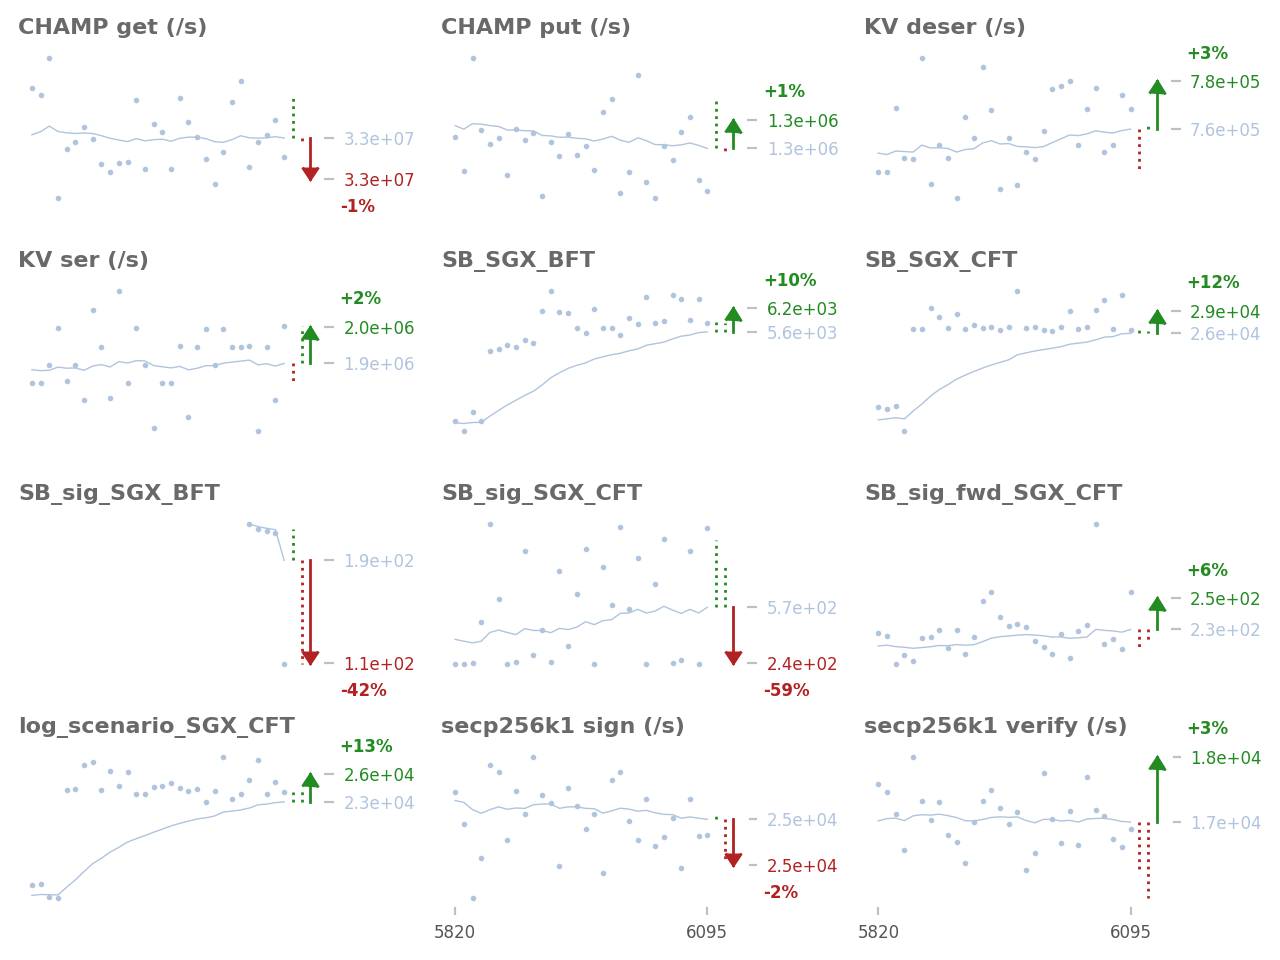 CHAMP get (/s)
3.3e+07
3.3e+07
-1%
CHAMP put (/s)
+1%
1.3e+06
1.3e+06
KV deser (/s)
+3%
7.8e+05
7.6e+05
KV ser (/s)
+2%
2.0e+06
1.9e+06
SB_SGX_BFT
+10%
6.2e+03
5.6e+03
SB_SGX_CFT
+12%
2.9e+04
2.6e+04
SB_sig_SGX_BFT
1.9e+02
1.1e+02
-42%
SB_sig_SGX_CFT
5.7e+02
2.4e+02
-59%
SB_sig_fwd_SGX_CFT
+6%
2.5e+02
2.3e+02
log_scenario_SGX_CFT
+13%
2.6e+04
2.3e+04
secp256k1 sign (/s)
2.5e+04
2.5e+04
-2%
5820
6095
secp256k1 verify (/s)
+3%
1.8e+04
1.7e+04
5820
6095